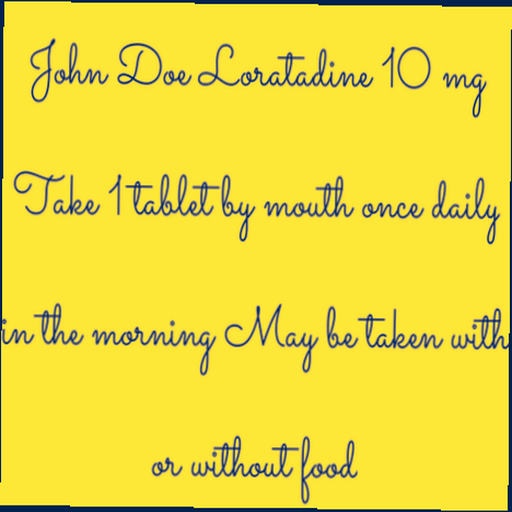 John Doe Loratadine 10 mg
Take 1 tablet by mouth once daily
in the morning May be taken with
or without food